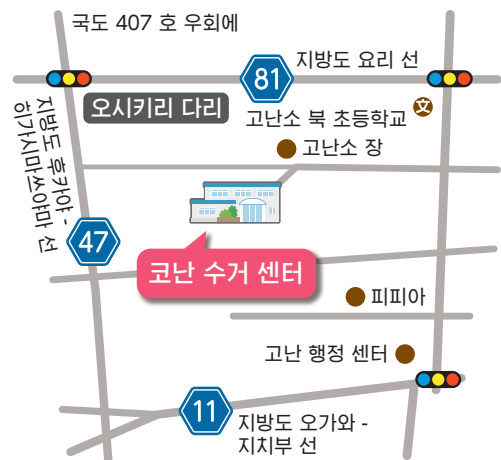 국도 407 호 우회에
81
지방도 요리 선
오시키리 다리
고난소 북 초등학교
文
고난소 장
지방도 후카야 -
히가시마쓰야마 선
47
코난 수거 센터
피피아
고난 행정 센터
11
지방도 오가와 -
지치부 선